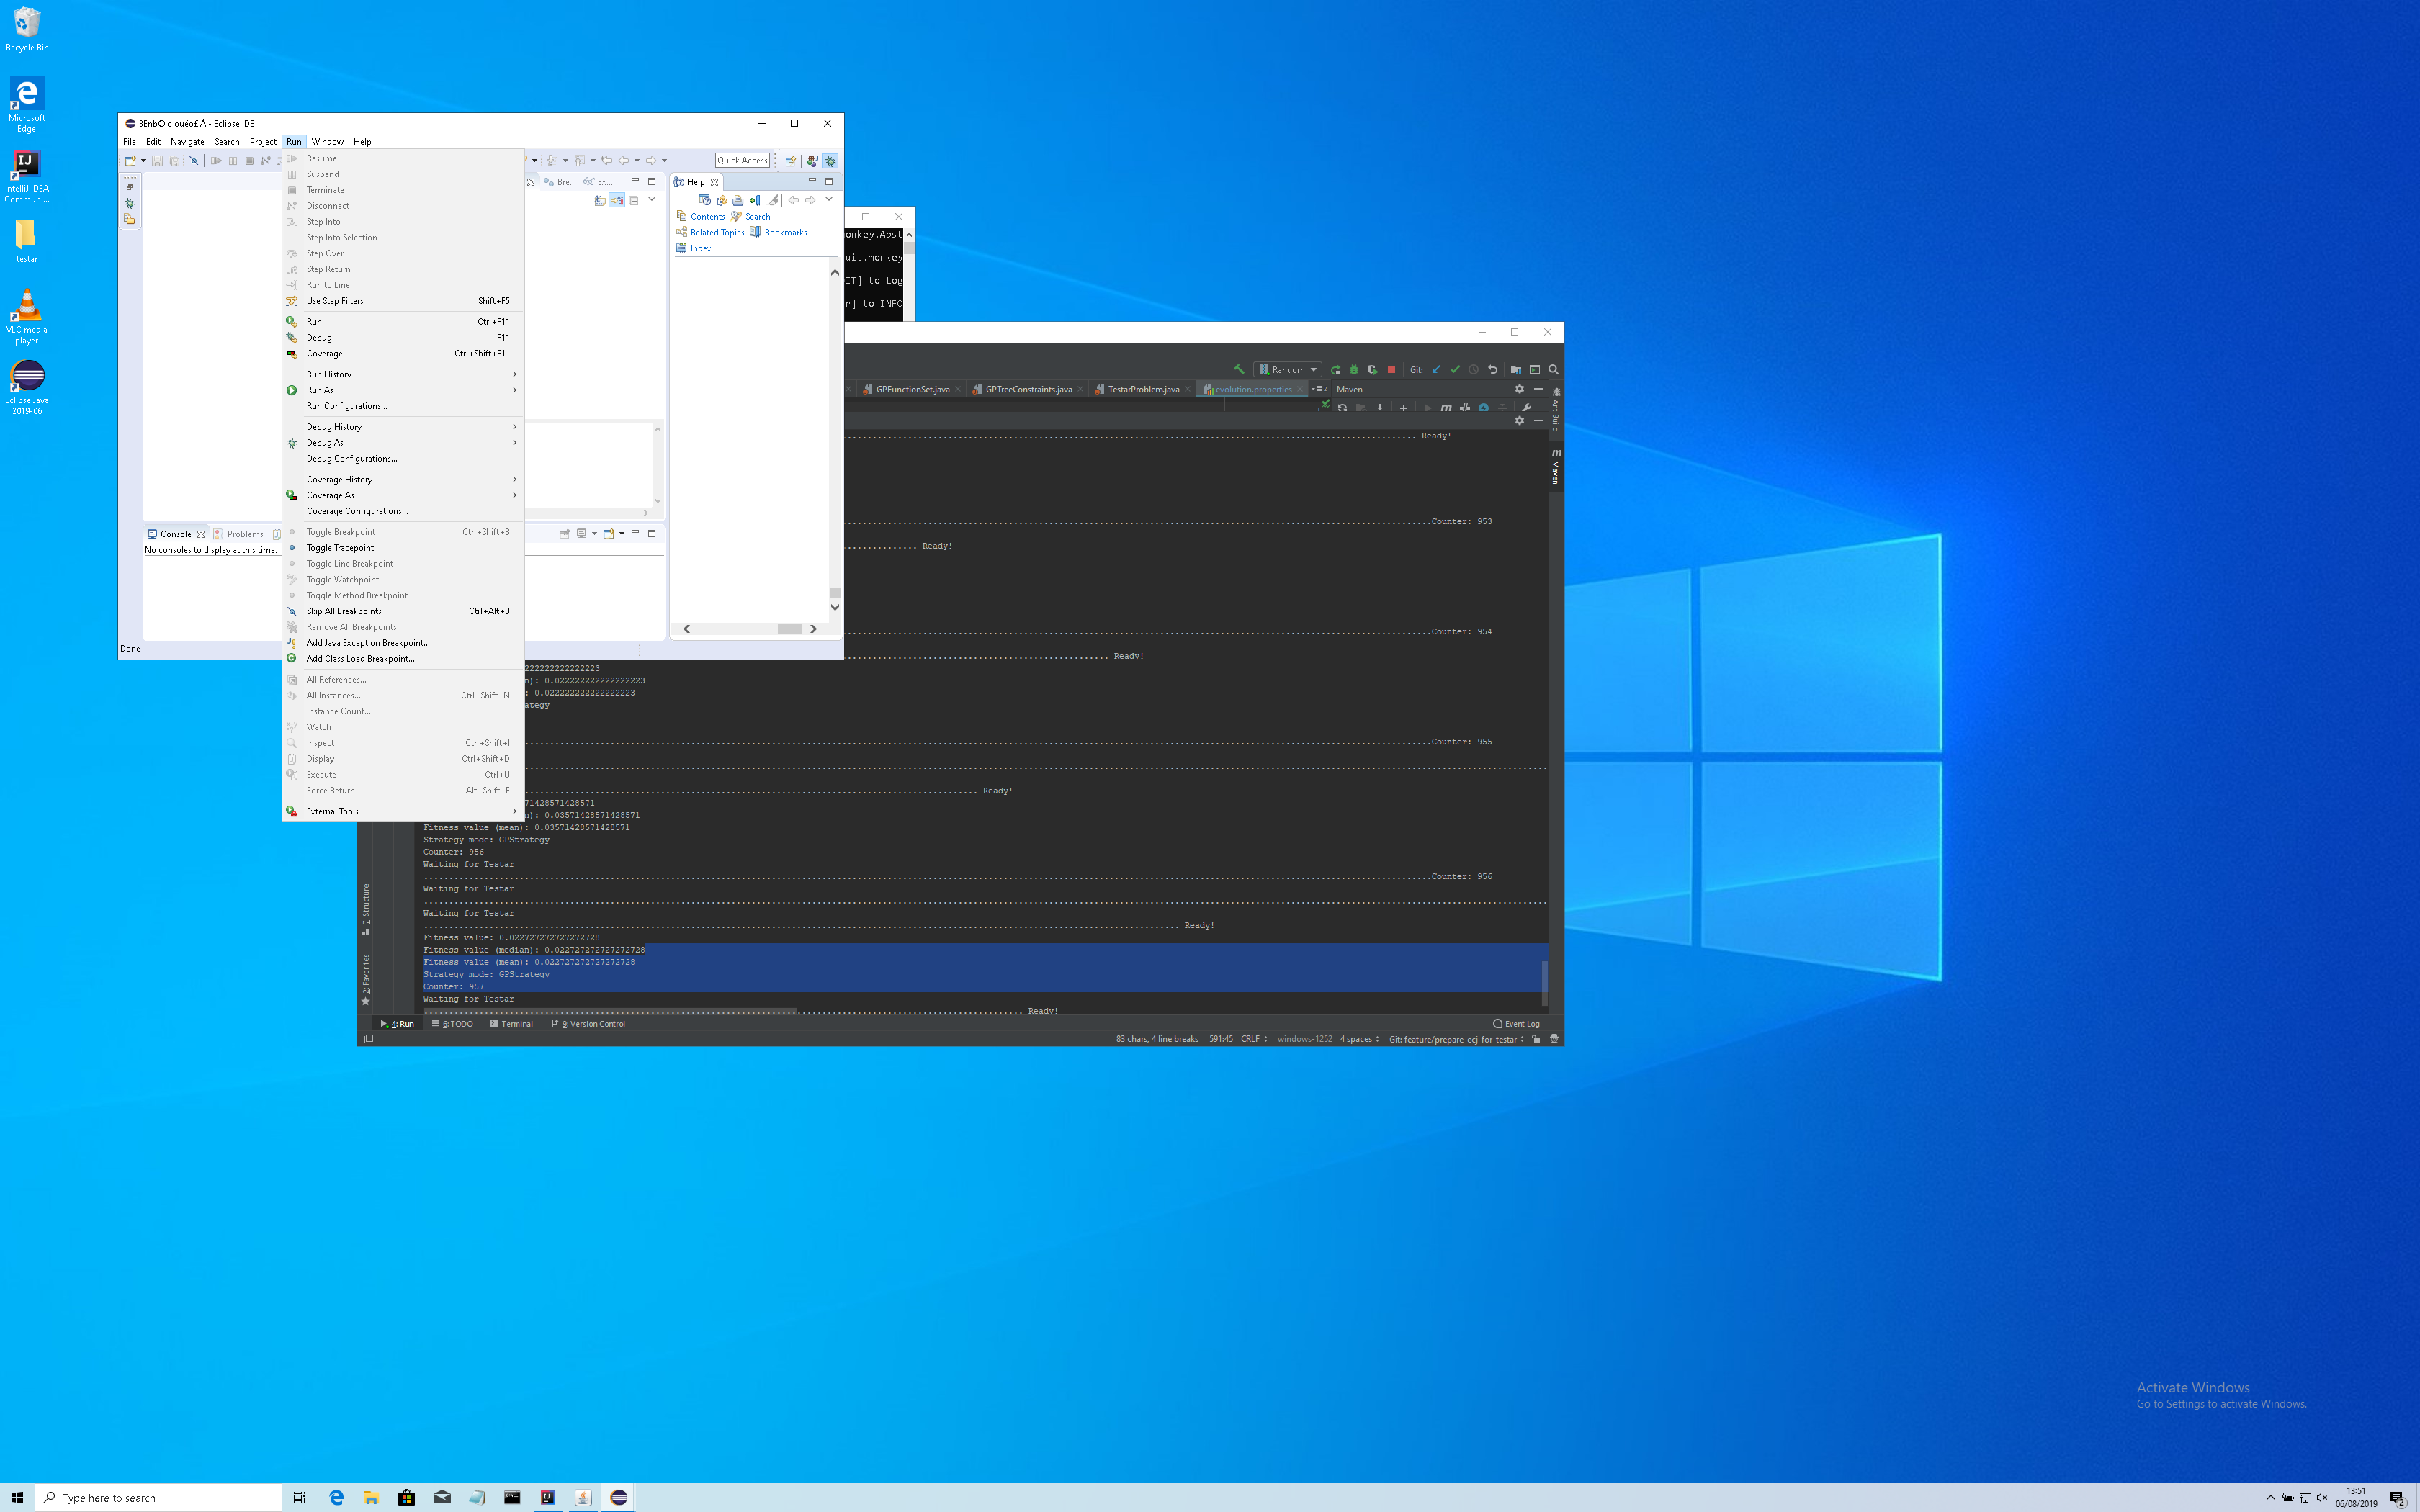 Recycle Bin
Microsoft
Edge
IntelliJ IDEA
Communi...
testar
VLC media
player
Eclipse Java
2019-06
3EnbOlo ouéo£ Ä - Eclipse IDE
File Edit Navigate Search Project Run Window Help
Quick Access
Resume
Suspend
Terminate
Disconnect
Step Into
Step Into Selection
Step Over
Step Return
Run to Line
Use Step Filters Shift+F5
Run Ctrl+F11
Debug F11
Coverage Ctrl+Shift+F11
Run History
Run As
Run Configurations...
Debug History
Debug As
Debug Configurations...
Coverage History
Coverage As
Coverage Configurations...
Toggle Breakpoint Ctrl+Shift+B
Toggle Tracepoint
Toggle Line Breakpoint
Toggle Watchpoint
Toggle Method Breakpoint
Skip All Breakpoints Ctrl+Alt+B
Remove All Breakpoints
Add Java Exception Breakpoint...
Add Class Load Breakpoint...
All References...
All Instances... Ctrl+Shift+N
Instance Count...
Watch
Inspect Ctrl+Shift+I
Display Ctrl+Shift+D
Execute Ctrl+U
Force Return Alt+Shift+F
External Tools
Bre... Ex...
Help
Contents Search
Related Topics Bookmarks
Index
Console Problems
No consoles to display at this time.
Done
onkey.Abst
uit.monkey
IT] to Log
r] to INFO
Random Git:
GPFunctionSet.java GPTreeConstraints.java TestarProblem.java evolution.properties Maven
Ant Build
Maven
Ready!
Counter: 953
Ready!
Counter: 954
Ready!
222222222222223
n): 0.022222222222222223
: 0.022222222222222223
ategy
Counter: 955
Ready!
71428571428571
n): 0.03571428571428571
Fitness value (mean): 0.03571428571428571
Strategy mode: GPStrategy
Counter: 956
Waiting for Testar
Counter: 956
Waiting for Testar
Waiting for Testar
Ready!
Fitness value: 0.022727272727272728
Fitness value (median): 0.022727272727272728
Fitness value (mean): 0.022727272727272728
Strategy mode: GPStrategy
Counter: 957
Waiting for Testar
Ready!
7: Structure
2: Favorites
4: Run 6: TODO Terminal 9: Version Control Event Log
83 chars, 4 line breaks 591:45 CRLF windows-1252 4 spaces Git: feature/prepare-ecj-for-testar
Activate Windows
Go to Settings to activate Windows.
Type here to search
13:51
06/08/2019
2